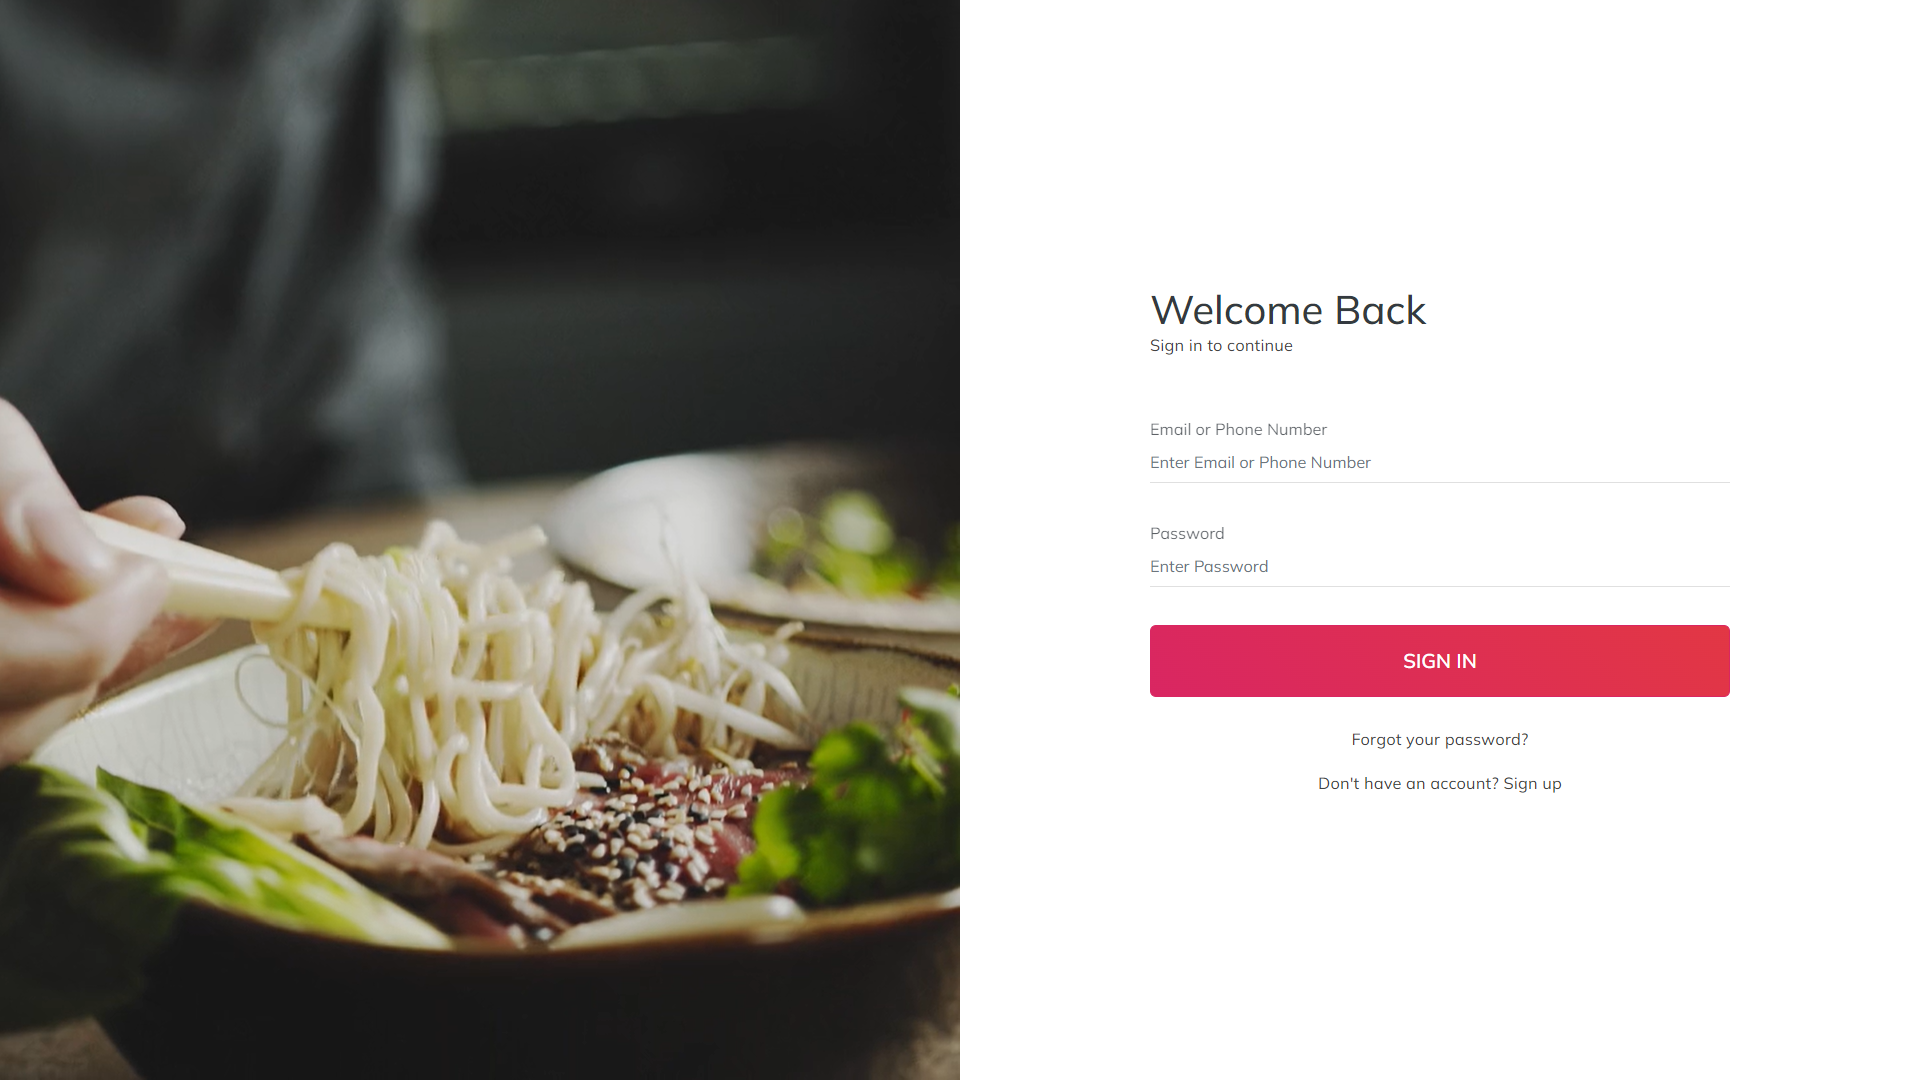 Welcome Back
Sign in to continue
Email or Phone Number
Enter Email or Phone Number
Password
Enter Password
SIGN IN
Forgot your password?
Don't have an account? Sign up